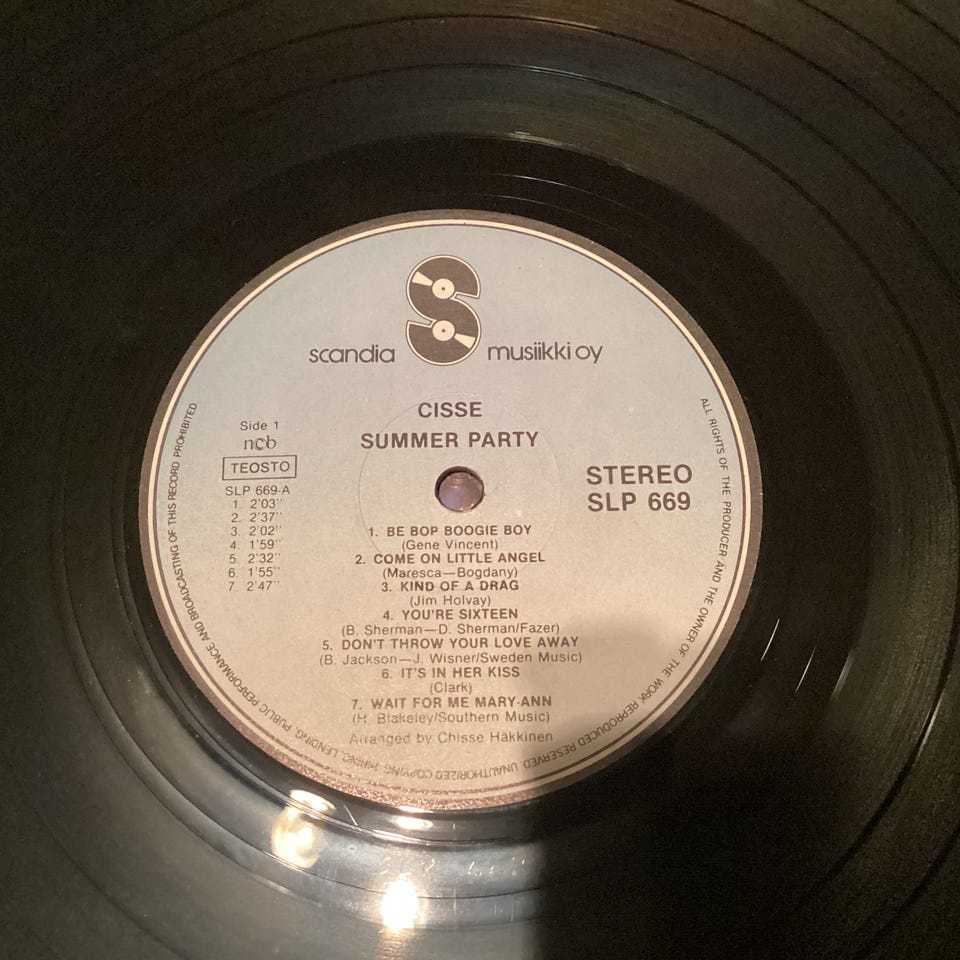 scandia musiikki oy
CISSE
SUMMER PARTY
Side 1
ncb
TEOSTO
SLP 669-A
1. 2'03''
2. 2'37''
3. 2'02''
4. 1'59''
5. 2'32''
6. 1'55''
7. 2'47''
STEREO
SLP 669
1. BE BOP BOOGIE BOY
(Gene Vincent)
2. COME ON LITTLE ANGEL
(Maresca—Bogdany)
3. KIND OF A DRAG
(Jim Holvay)
4. YOU'RE SIXTEEN
(B. Sherman—D. Sherman/Fazer)
5. DON'T THROW YOUR LOVE AWAY
(B. Jackson—J. Wisner/Sweden Music)
6. IT'S IN HER KISS
(Clark)
7. WAIT FOR ME MARY-ANN
(H. Blakeley/Southern Music)
Arranged by Chisse Häkkinen
ALL RIGHTS OF THE PRODUCER AND THE OWNER OF THE WORK REPRODUCED RESERVED. UNAUTHORIZED COPYING, HIRING, LENDING, PUBLIC PERFORMANCE AND BROADCASTING OF THIS RECORD PROHIBITED